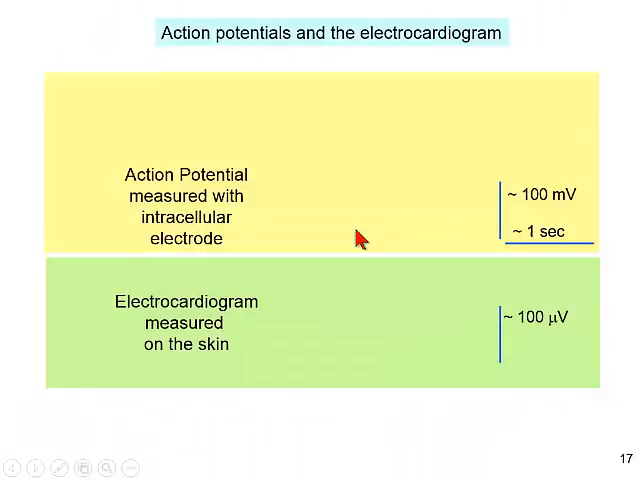 Action potentials and the electrocardiogram
Action Potential
measured with
intracellular
electrode
~ 100 mV
~ 1 sec
Electrocardiogram
measured
on the skin
~ 100 μV
17